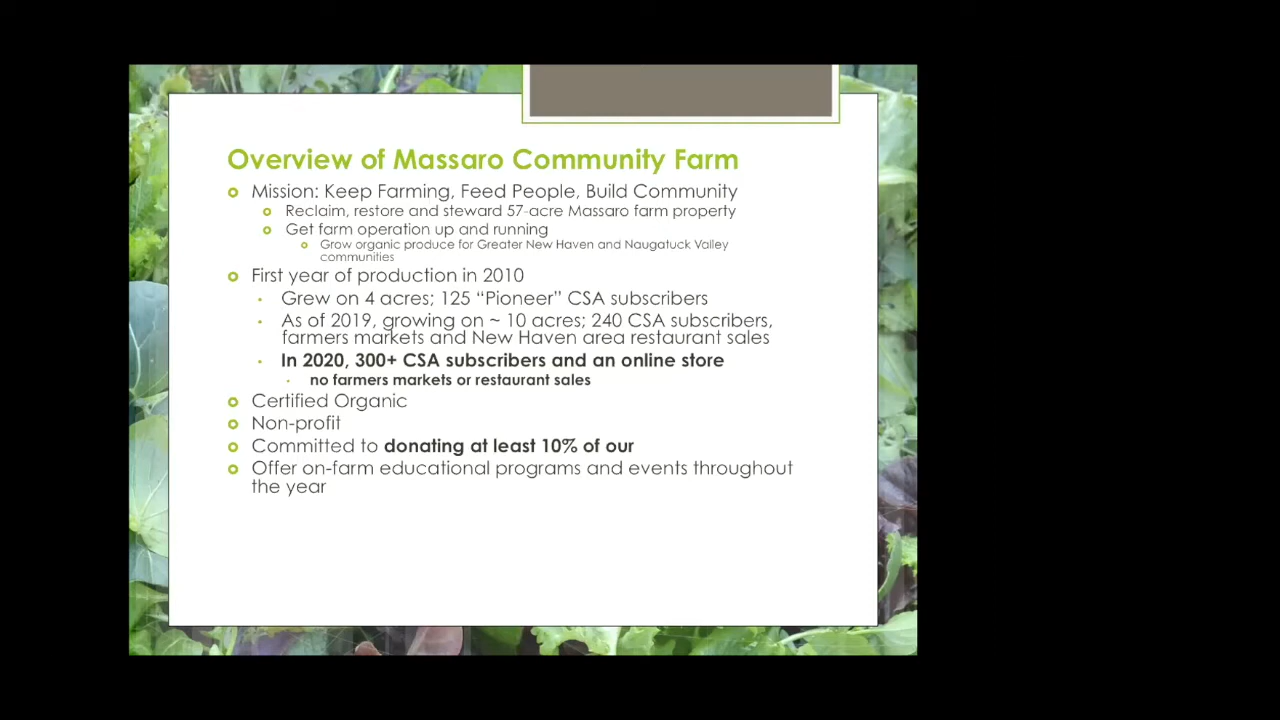 Overview of Massaro Community Farm
Mission: Keep Farming, Feed People, Build Community
Reclaim, restore and steward 57-acre Massaro farm property
Get farm operation up and running
Grow organic produce for Greater New Haven and Naugatuck Valley
communities
First year of production in 2010
Grew on 4 acres; 125 “Pioneer” CSA subscribers
As of 2019, growing on ~ 10 acres; 240 CSA subscribers,
farmers markets and New Haven area restaurant sales
In 2020, 300+ CSA subscribers and an online store
no farmers markets or restaurant sales
Certified Organic
Non-profit
Committed to donating at least 10% of our
Offer on-farm educational programs and events throughout
the year